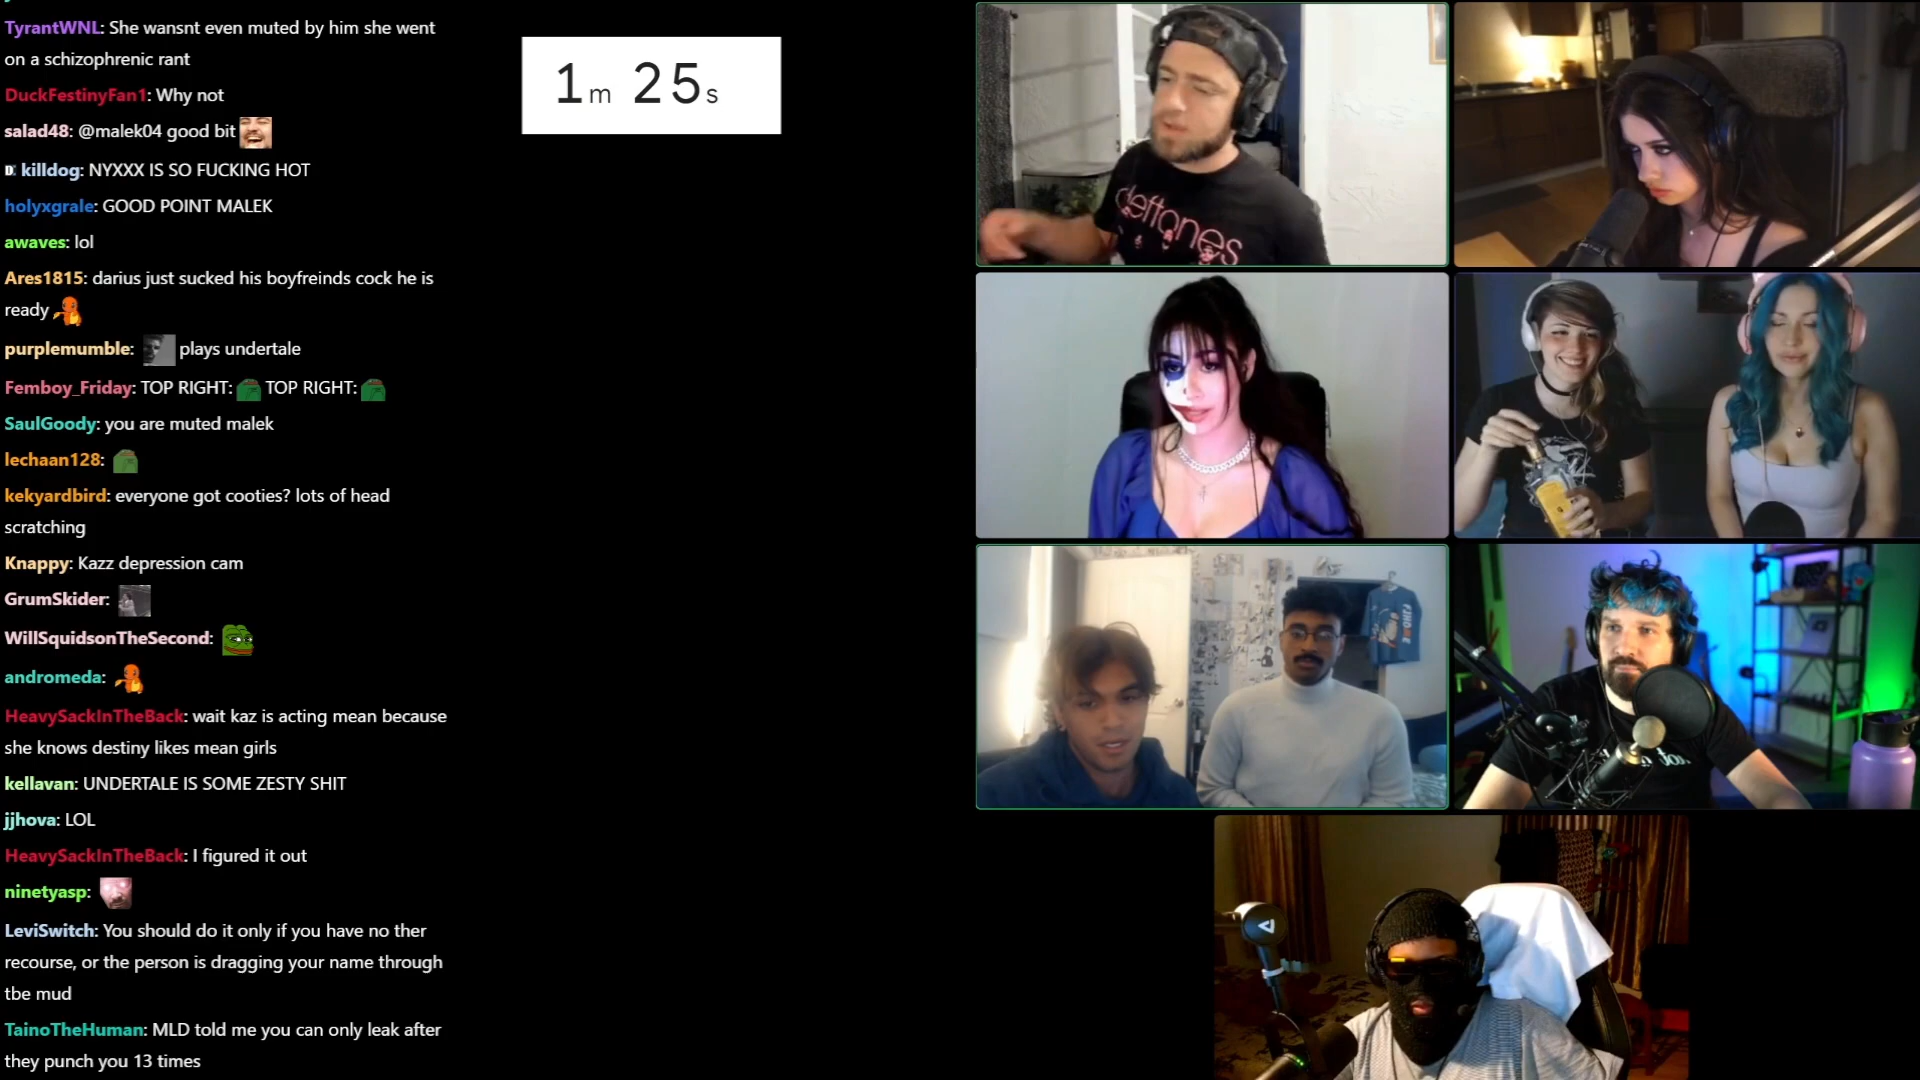 TyrantWNL: She wansnt even muted by him she went
on a schizophrenic rant
DuckFestinyFan1: Why not
salad48: @malek04 good bit
D killdog: NYXXX IS SO FUCKING HOT
holyxgrale: GOOD POINT MALEK
awaves: lol
Ares1815: darius just sucked his boyfreinds cock he is
ready
purplemumble: plays undertale
Femboy_Friday: TOP RIGHT: TOP RIGHT:
SaulGoody: you are muted malek
lechaan128:
kekyardbird: everyone got cooties? lots of head
scratching
Knappy: Kazz depression cam
GrumSkider:
WillSquidsonTheSecond:
andromeda:
HeavySackInTheBack: wait kaz is acting mean because
she knows destiny likes mean girls
kellavan: UNDERTALE IS SOME ZESTY SHIT
jjhova: LOL
HeavySackInTheBack: I figured it out
ninetyasp:
LeviSwitch: You should do it only if you have no ther
recourse, or the person is dragging your name through
tbe mud
TainoTheHuman: MLD told me you can only leak after
they punch you 13 times
1m 25s
deftones